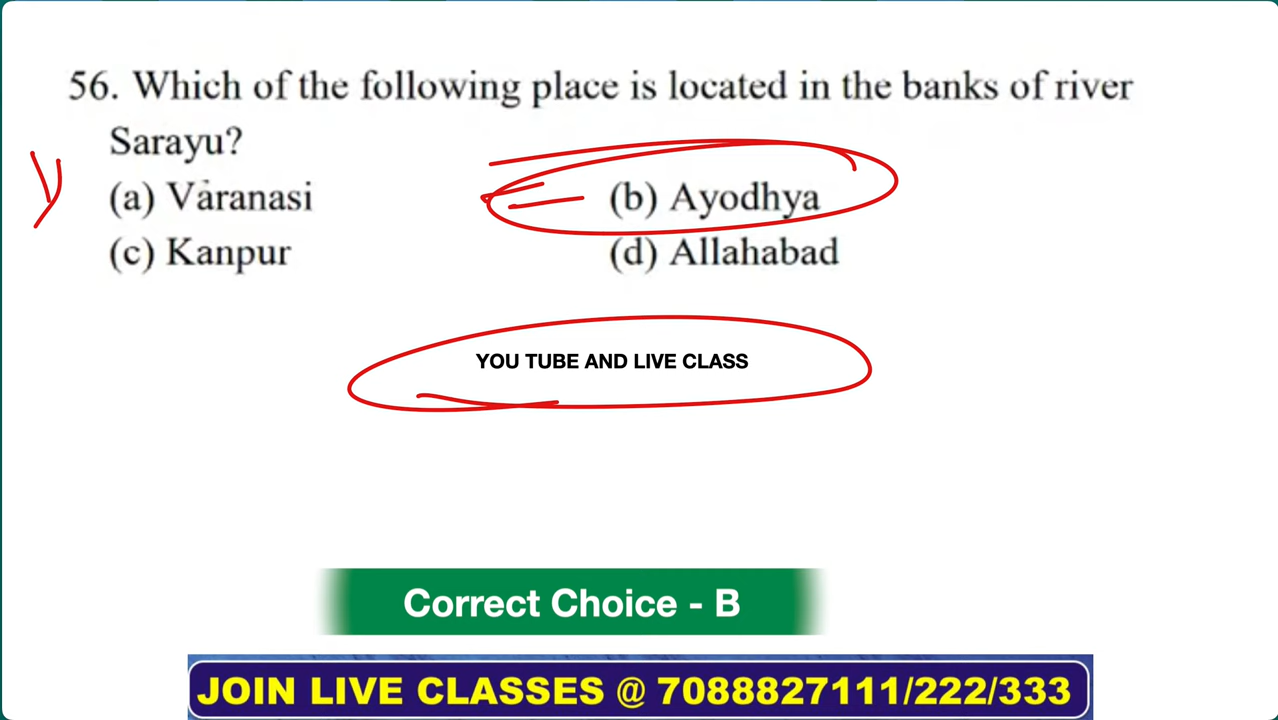 56. Which of the following place is located in the banks of river
Sarayu?
y
(a) Varanasi (b) Ayodhya
(c) Kanpur (d) Allahabad
YOU TUBE AND LIVE CLASS
Correct Choice - B
JOIN LIVE CLASSES @ 7088827111/222/333